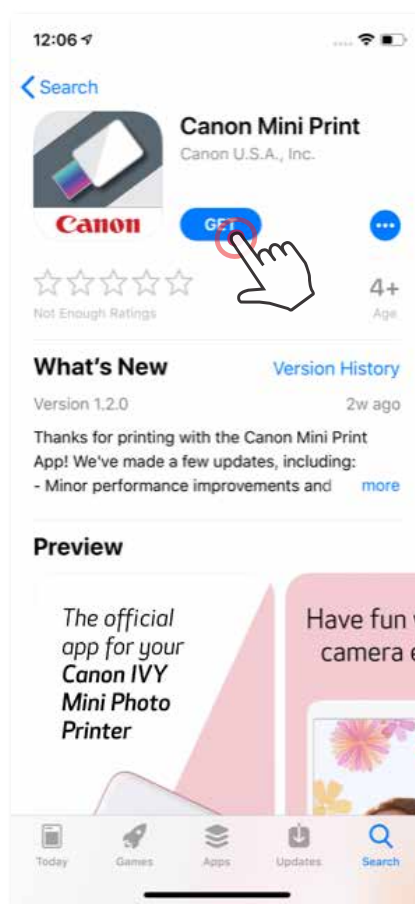 12:06
Search
Canon Mini Print
Canon U.S.A., Inc.
Canon
GET
4+
Not Enough Ratings
Age
What's New
Version History
Version 1.2.0
2w ago
Thanks for printing with the Canon Mini Print
App! We've made a few updates, including:
- Minor performance improvements and more
Preview
The official
app for your
Canon IVY
Mini Photo
Printer
Have fun
camera e
Today
Games
Apps
Updates
Search